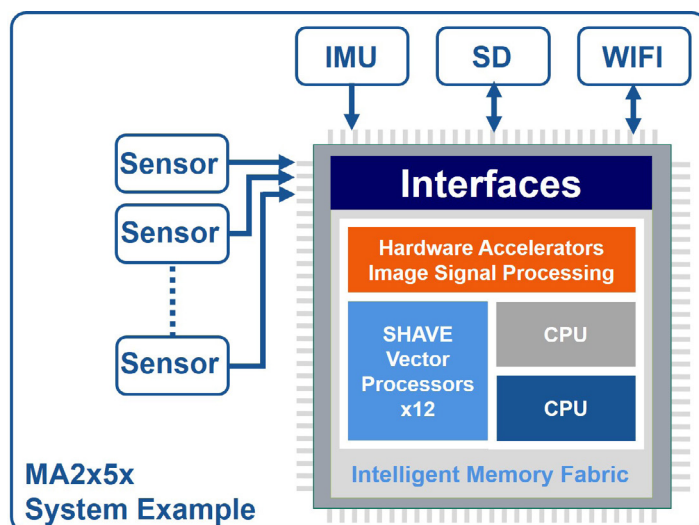 IMU
SD
WIFI
Sensor
Sensor
Sensor
Interfaces
Hardware Accelerators
Image Signal Processing
SHAVE
Vector
Processors
x12
CPU
CPU
Intelligent Memory Fabric
MA2x5x
System Example